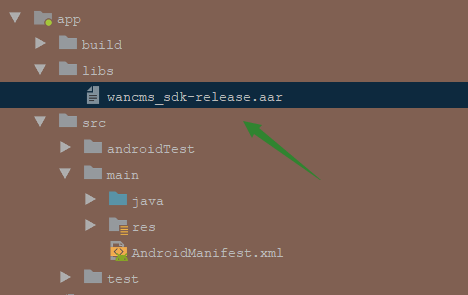 app
build
libs
wancms_sdk-release.aar
src
androidTest
main
java
res
AndroidManifest.xml
test